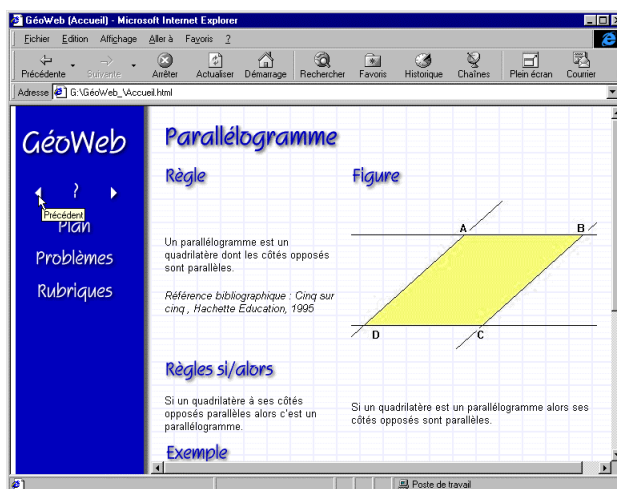 GéoWeb (Accueil) - Microsoft Internet Explorer
Fichier Edition Affichage Aller à Favoris ?
Précédente Suivante Arrêter Actualiser Démarrage Rechercher Favoris Historique Chaînes Plein écran Courrier
Adresse G:\GéoWeb_\Accueil.html
GéoWeb
?
Précédent
Plan
Problèmes
Rubriques
Parallélogramme
Règle
Un parallélogramme est un
quadrilatère dont les côtés opposés
sont parallèles.
Référence bibliographique : Cinq sur
cinq , Hachette Education, 1995
Figure
A
B
D
C
Règles si/alors
Si un quadrilatère à ses côtés
opposés parallèles alors c'est un
parallélogramme.
Si un quadrilatère est un parallélogramme alors ses
côtés opposés sont parallèles.
Exemple
Poste de travail